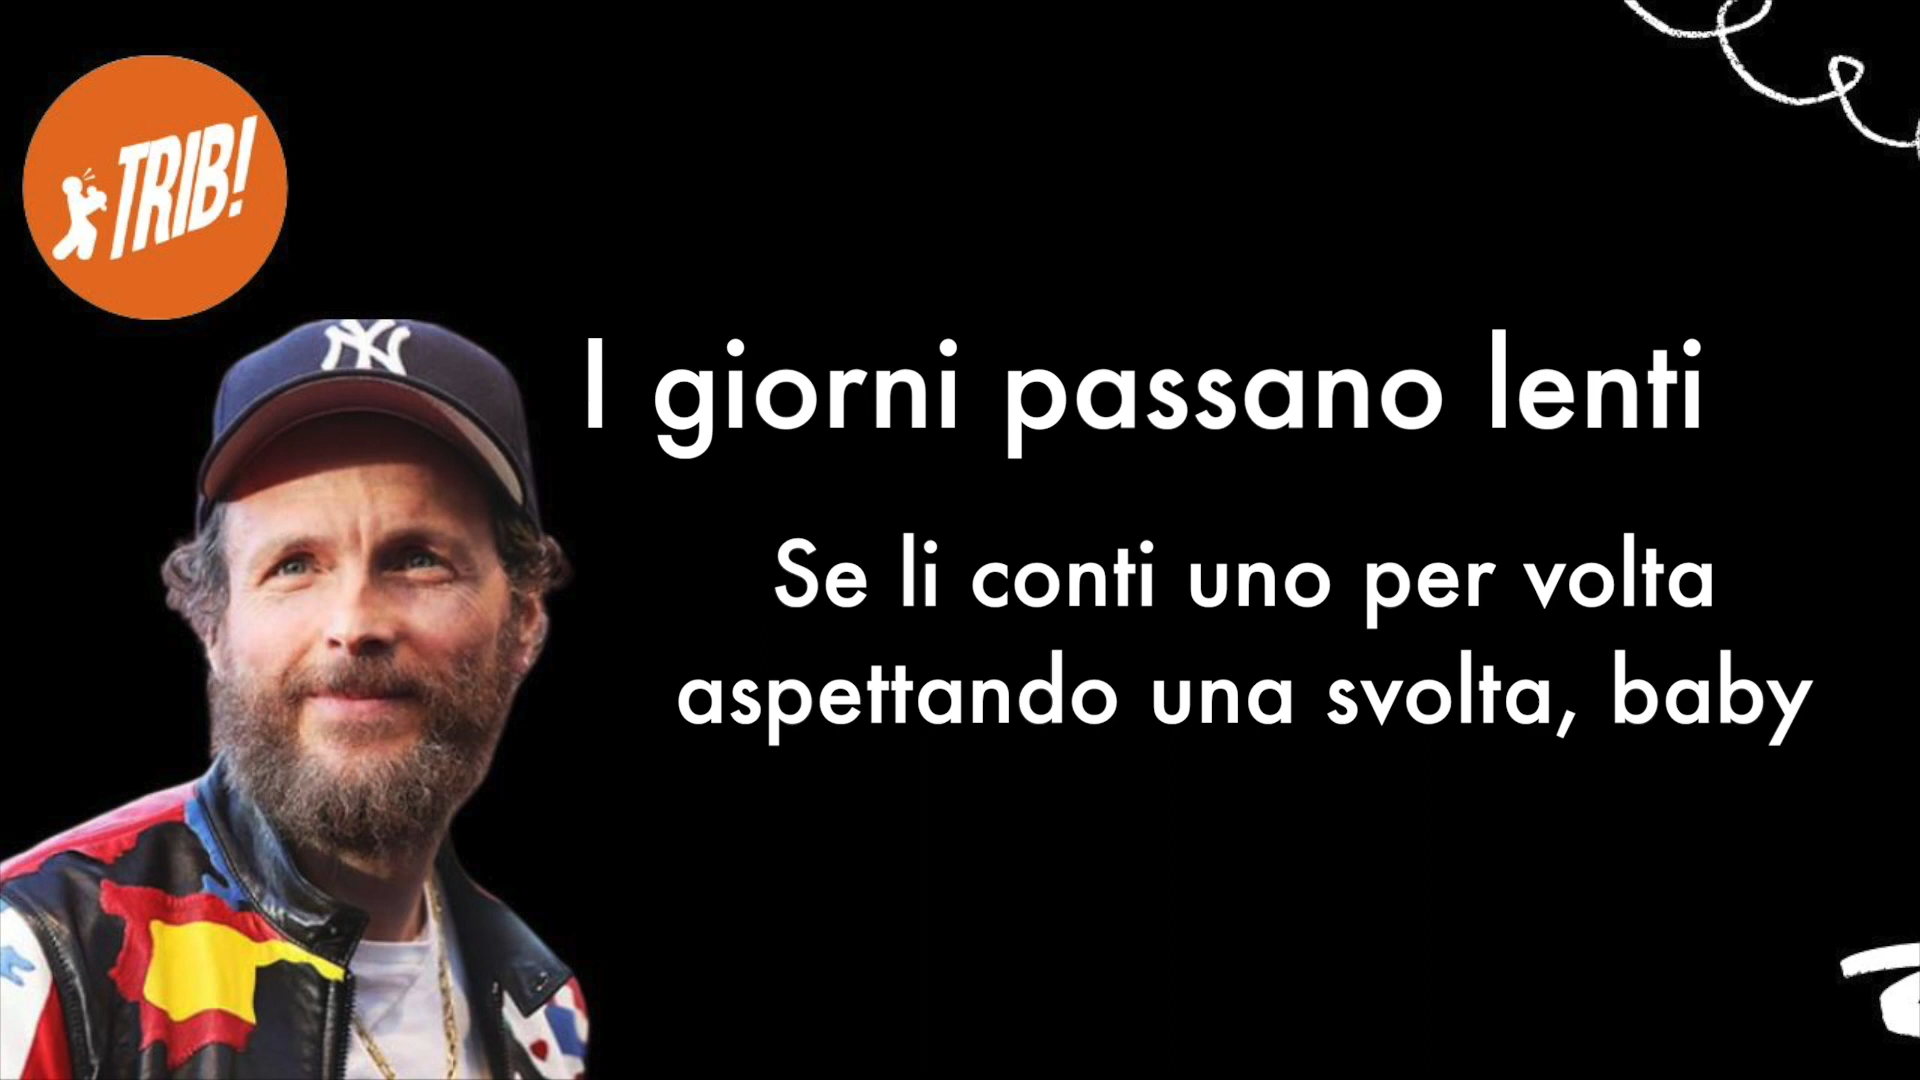 TRIB!
NY
I giorni passano lenti
Se li conti uno per volta
aspettando una svolta, baby